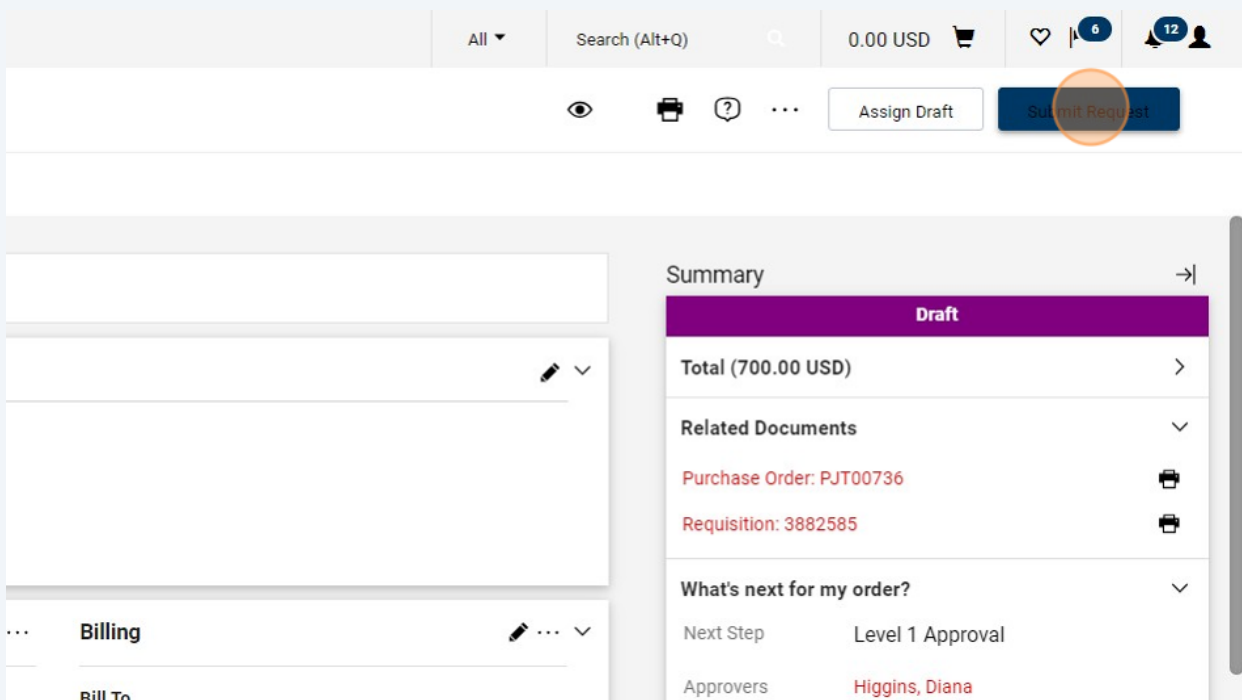 All
Search (Alt+Q)
0.00 USD
6
12
Assign Draft
Submit Request
Summary
Draft
Total (700.00 USD)
Related Documents
Purchase Order: PJT00736
Requisition: 3882585
What's next for my order?
Next Step Level 1 Approval
Approvers Higgins, Diana
Billing
Bill To